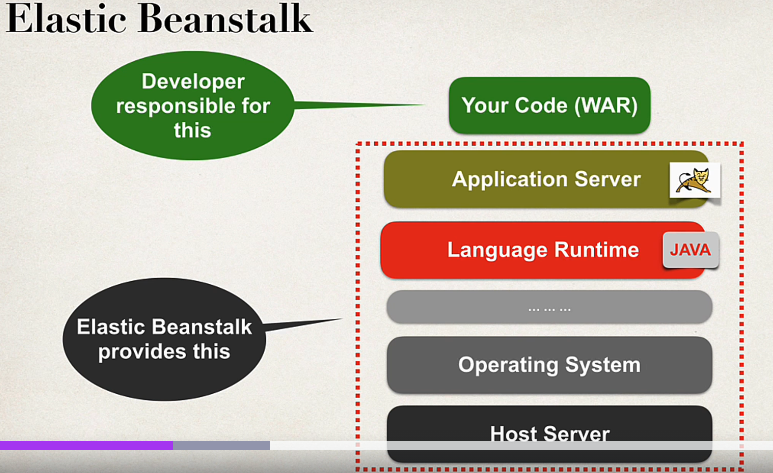 Elastic Beanstalk
Developer
responsible for
this
Your Code (WAR)
Application Server
Language Runtime
JAVA
... ... ...
Elastic Beanstalk
provides this
Operating System
Host Server